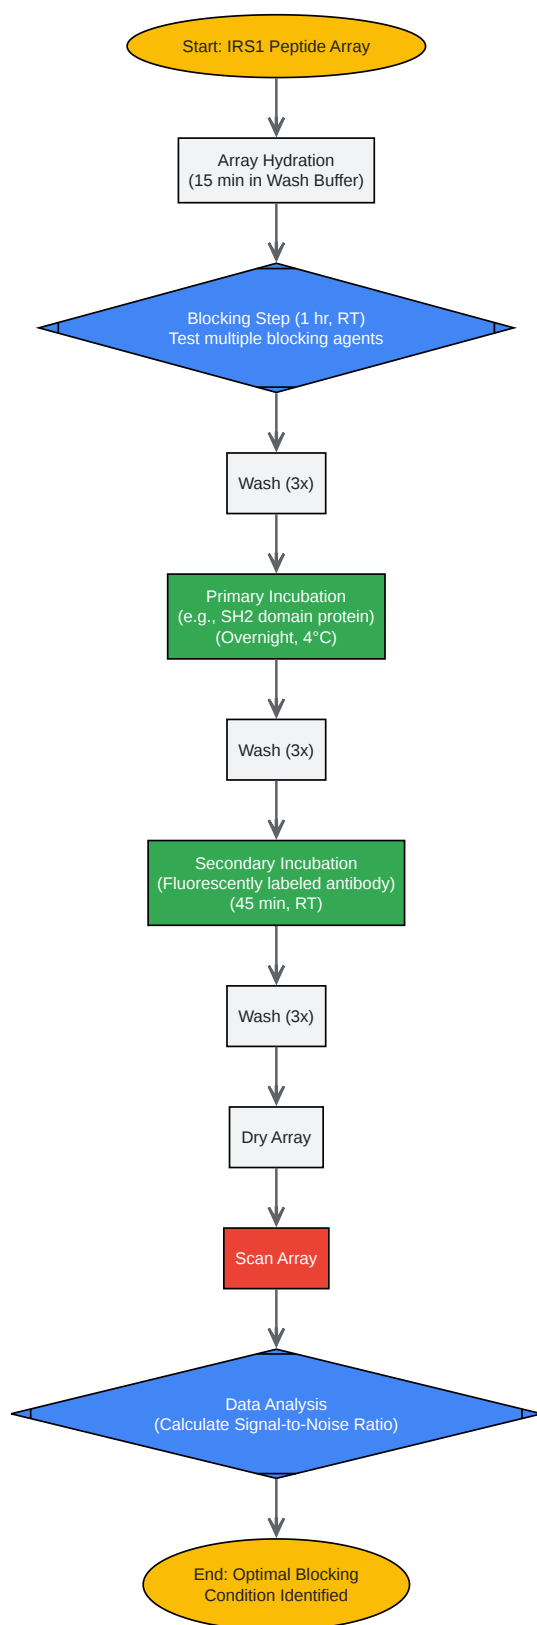 Start: IRS1 Peptide Array
Array Hydration
(15 min in Wash Buffer)
Blocking Step (1 hr, RT)
Test multiple blocking agents
Wash (3x)
Primary Incubation
(e.g., SH2 domain protein)
(Overnight, 4°C)
Wash (3x)
Secondary Incubation
(Fluorescently labeled antibody)
(45 min, RT)
Wash (3x)
Dry Array
Scan Array
Data Analysis
(Calculate Signal-to-Noise Ratio)
End: Optimal Blocking
Condition Identified